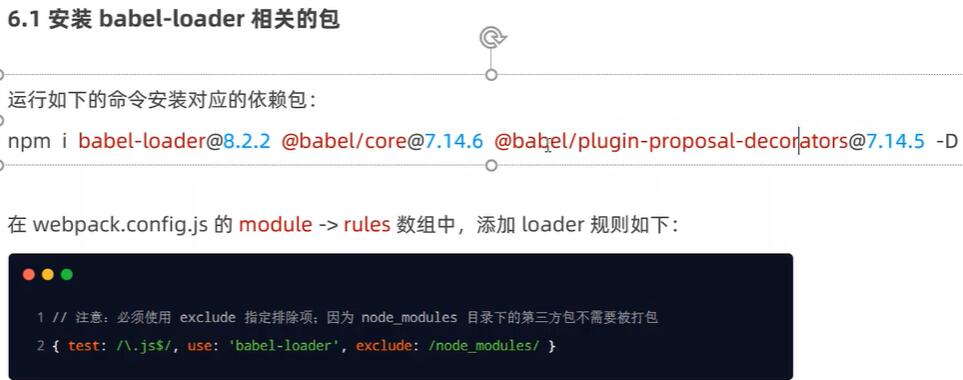 6.1 安装 babel-loader 相关的包
运行如下的命令安装对应的依赖包：
npm i babel-loader@8.2.2 @babel/core@7.14.6 @babel/plugin-proposal-decorators@7.14.5 -D
在 webpack.config.js 的 module -> rules 数组中，添加 loader 规则如下：
1 // 注意：必须使用 exclude 指定排除项；因为 node_modules 目录下的第三方包不需要被打包
2 { test: /\.js$/, use: 'babel-loader', exclude: /node_modules/ }